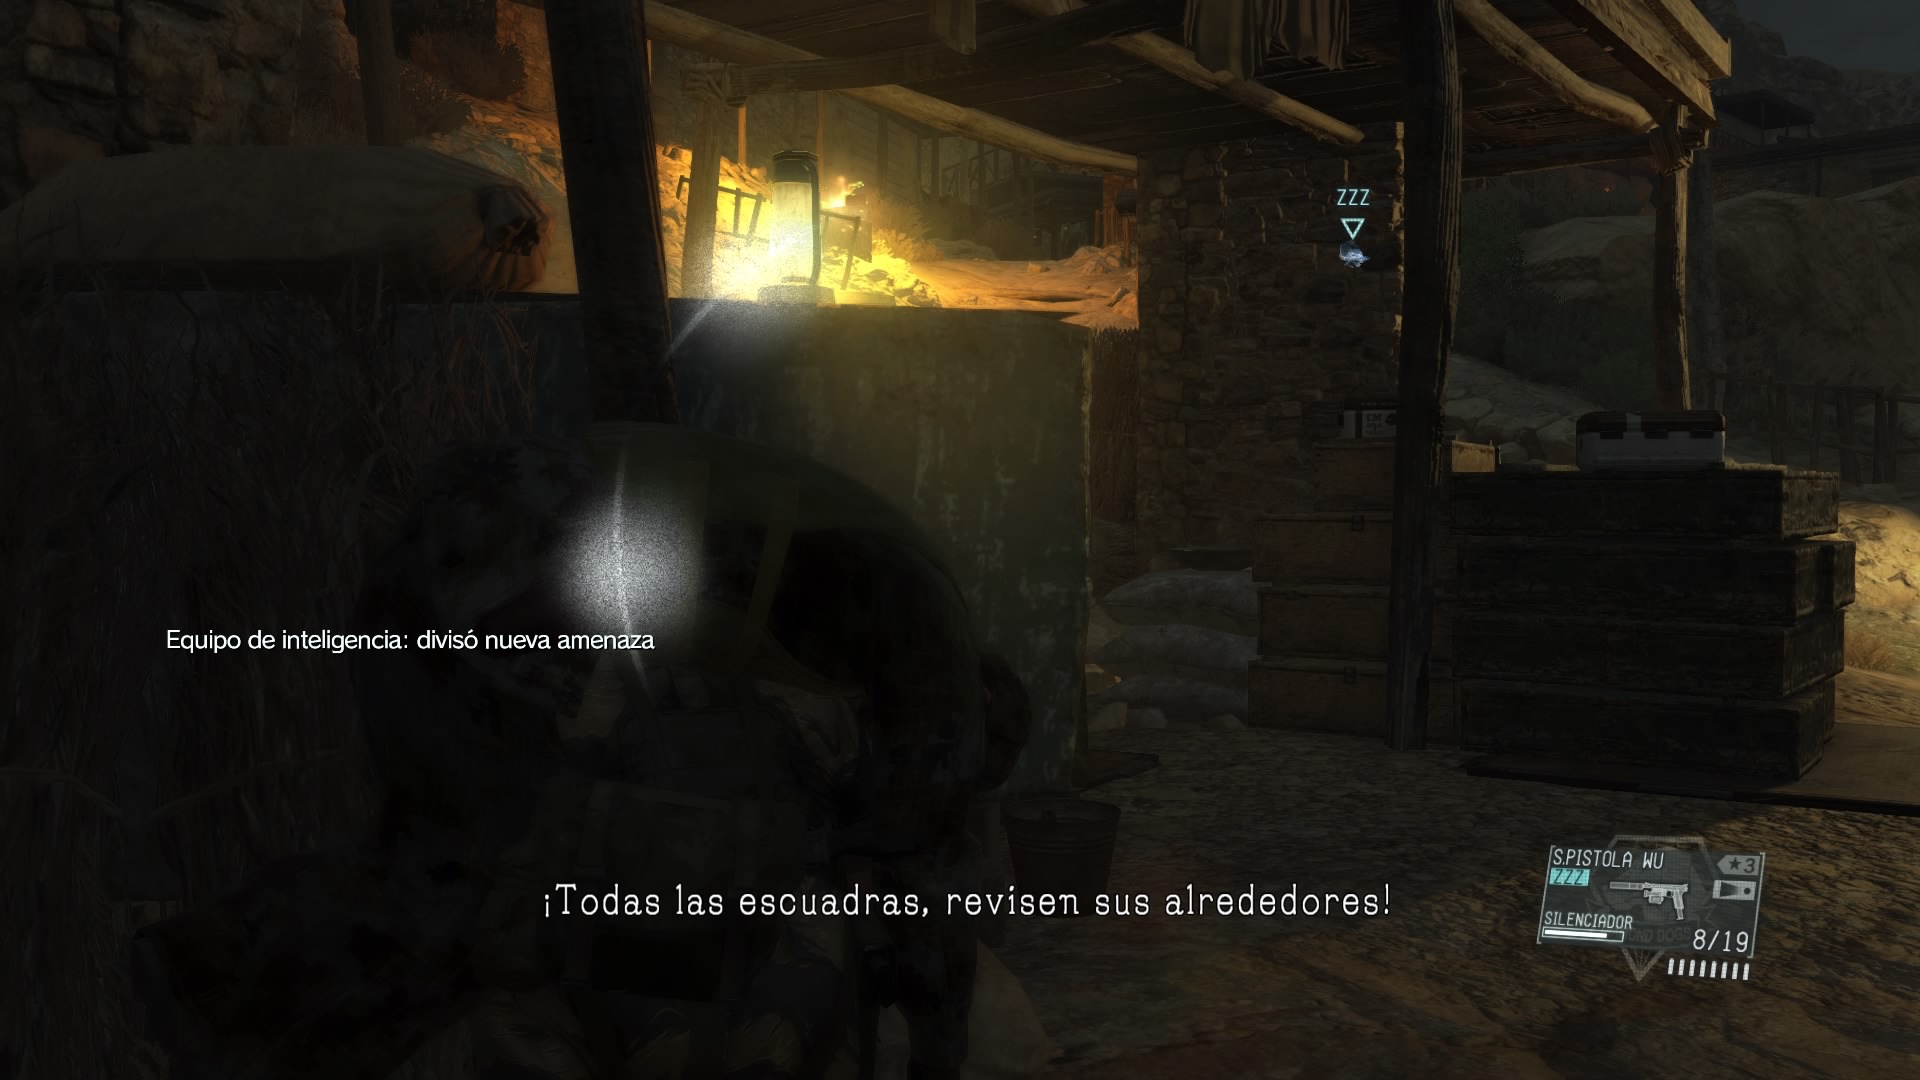 ZZZ
Equipo de inteligencia: divisó nueva amenaza
¡Todas las escuadras, revisen sus alrededores!
S.PISTOLA WU
★3
ZZZ
SILENCIADOR
8/19